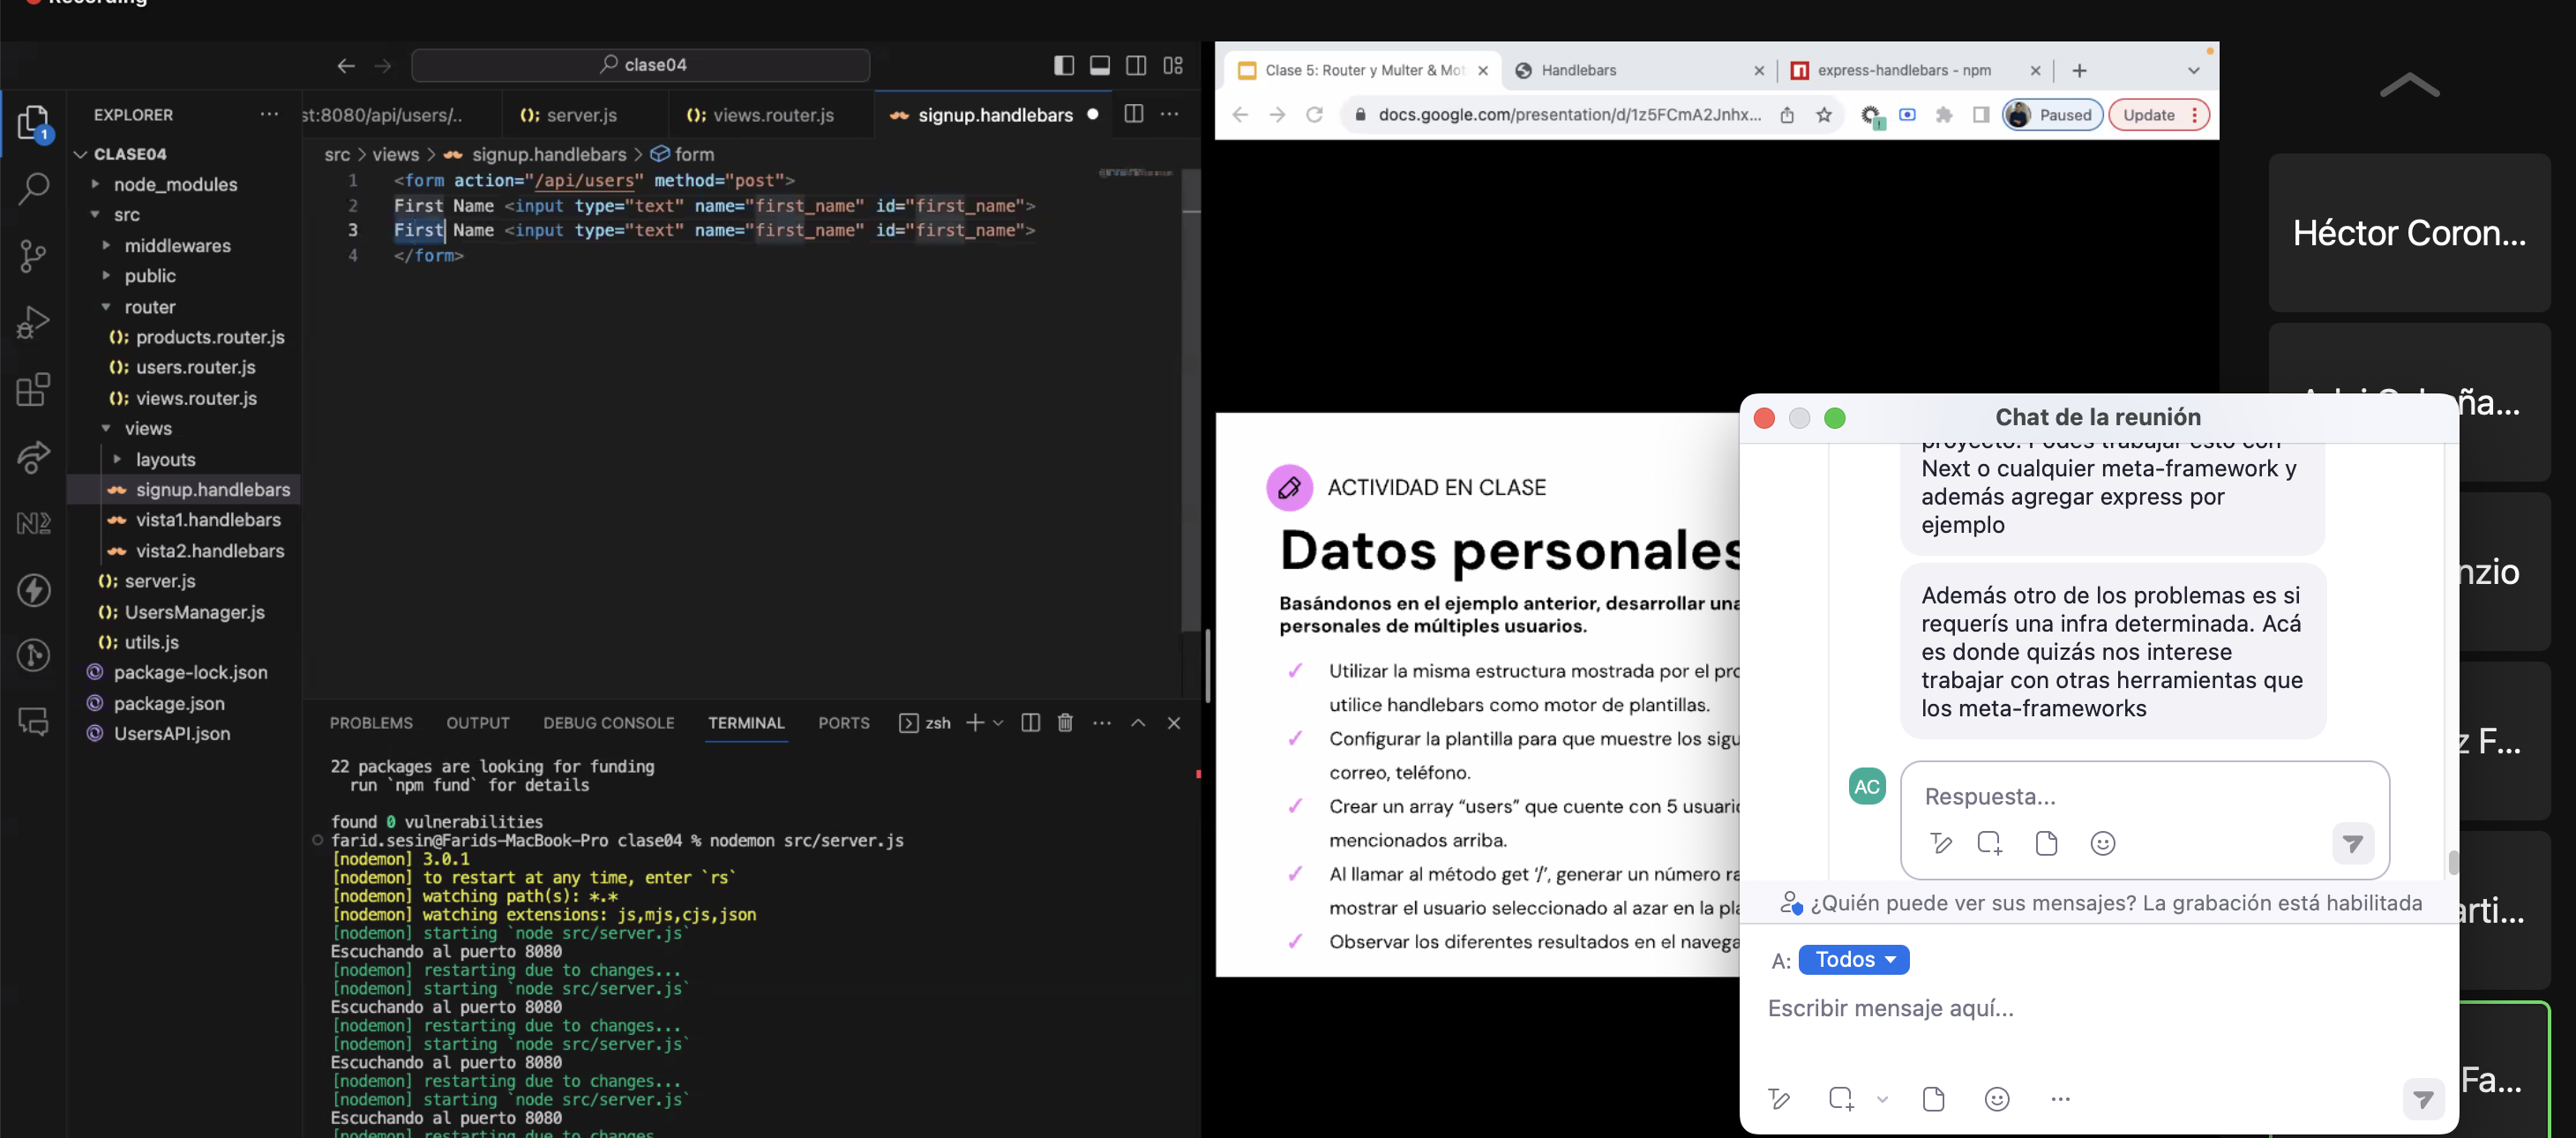 Recording
clase04
EXPLORER
CLASE04
node_modules
src
middlewares
public
router
products.router.js
users.router.js
views.router.js
views
layouts
signup.handlebars
vista1.handlebars
vista2.handlebars
server.js
UsersManager.js
utils.js
package-lock.json
package.json
UsersAPI.json
st:8080/api/users/..
server.js
views.router.js
signup.handlebars
src > views > signup.handlebars > form
1 <form action="/api/users" method="post">
2 First Name <input type="text" name="first_name" id="first_name">
3 First Name <input type="text" name="first_name" id="first_name">
4 </form>
PROBLEMS OUTPUT DEBUG CONSOLE TERMINAL PORTS zsh
22 packages are looking for funding
run `npm fund` for details
found 0 vulnerabilities
farid.sesin@Farids-MacBook-Pro clase04 % nodemon src/server.js
[nodemon] 3.0.1
[nodemon] to restart at any time, enter `rs`
[nodemon] watching path(s): *.*
[nodemon] watching extensions: js,mjs,cjs,json
[nodemon] starting `node src/server.js`
Escuchando al puerto 8080
[nodemon] restarting due to changes...
[nodemon] starting `node src/server.js`
Escuchando al puerto 8080
[nodemon] restarting due to changes...
[nodemon] starting `node src/server.js`
Escuchando al puerto 8080
[nodemon] restarting due to changes...
[nodemon] starting `node src/server.js`
Escuchando al puerto 8080
[nodemon] restarting due to changes...
Clase 5: Router y Multer & Mot
Handlebars
express-handlebars - npm
docs.google.com/presentation/d/1z5FCmA2Jnhx...
Paused
Update
ACTIVIDAD EN CLASE
Datos personales
Basándonos en el ejemplo anterior, desarrollar una
personales de múltiples usuarios.
Utilizar la misma estructura mostrada por el pro
utilice handlebars como motor de plantillas.
Configurar la plantilla para que muestre los sigu
correo, teléfono.
Crear un array “users” que cuente con 5 usuario
mencionados arriba.
Al llamar al método get ‘/’, generar un número ra
mostrar el usuario seleccionado al azar en la pla
Observar los diferentes resultados en el navega
Chat de la reunión
proyecto. Podés trabajar esto con
Next o cualquier meta-framework y
además agregar express por
ejemplo
Además otro de los problemas es si
requerís una infra determinada. Acá
es donde quizás nos interese
trabajar con otras herramientas que
los meta-frameworks
AC
Respuesta...
¿Quién puede ver sus mensajes? La grabación está habilitada
A: Todos
Escribir mensaje aquí...
Héctor Coron...
ña...
nzio
z F...
arti...
Fa...